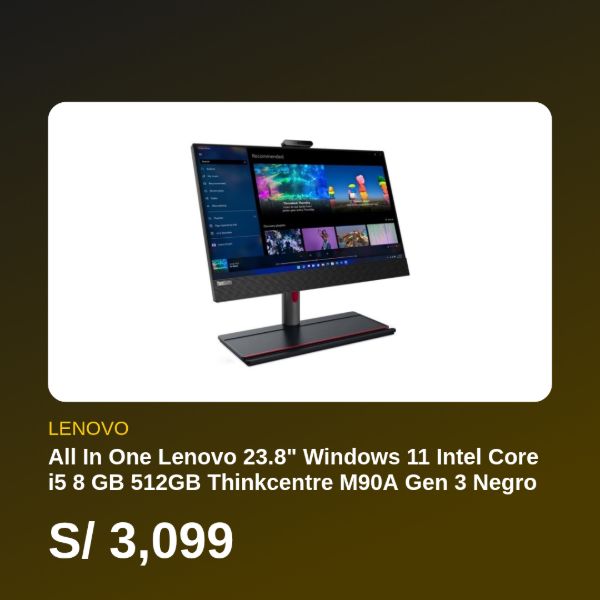 Recommended
LENOVO
All In One Lenovo 23.8" Windows 11 Intel Core
i5 8 GB 512GB Thinkcentre M90A Gen 3 Negro
S/ 3,099